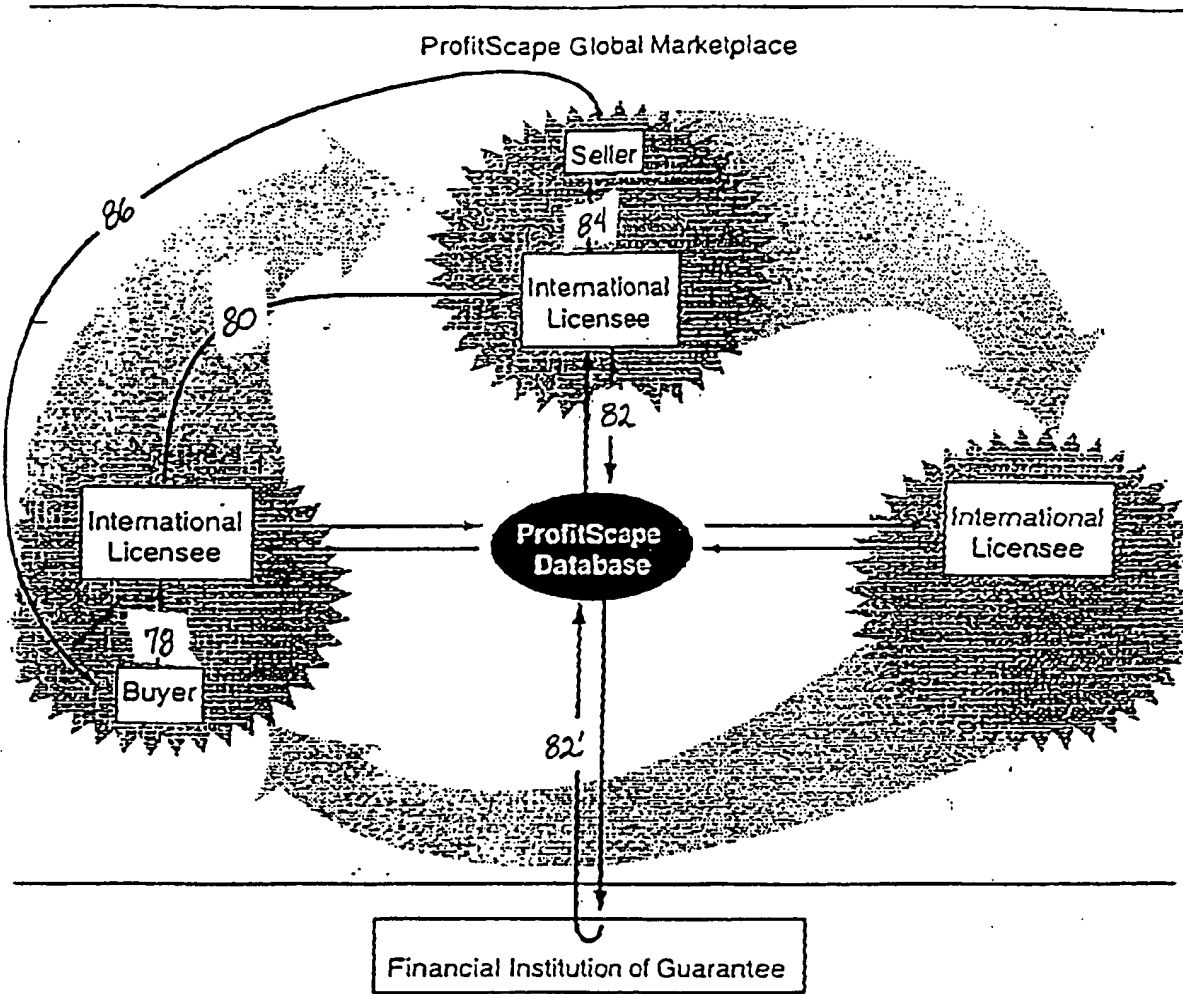 ProfitScape Global Marketplace
Seller
86
84
International
Licensee
80
82
International
Licensee
ProfitScape
Database
International
Licensee
78
Buyer
82'
Financial Institution of Guarantee